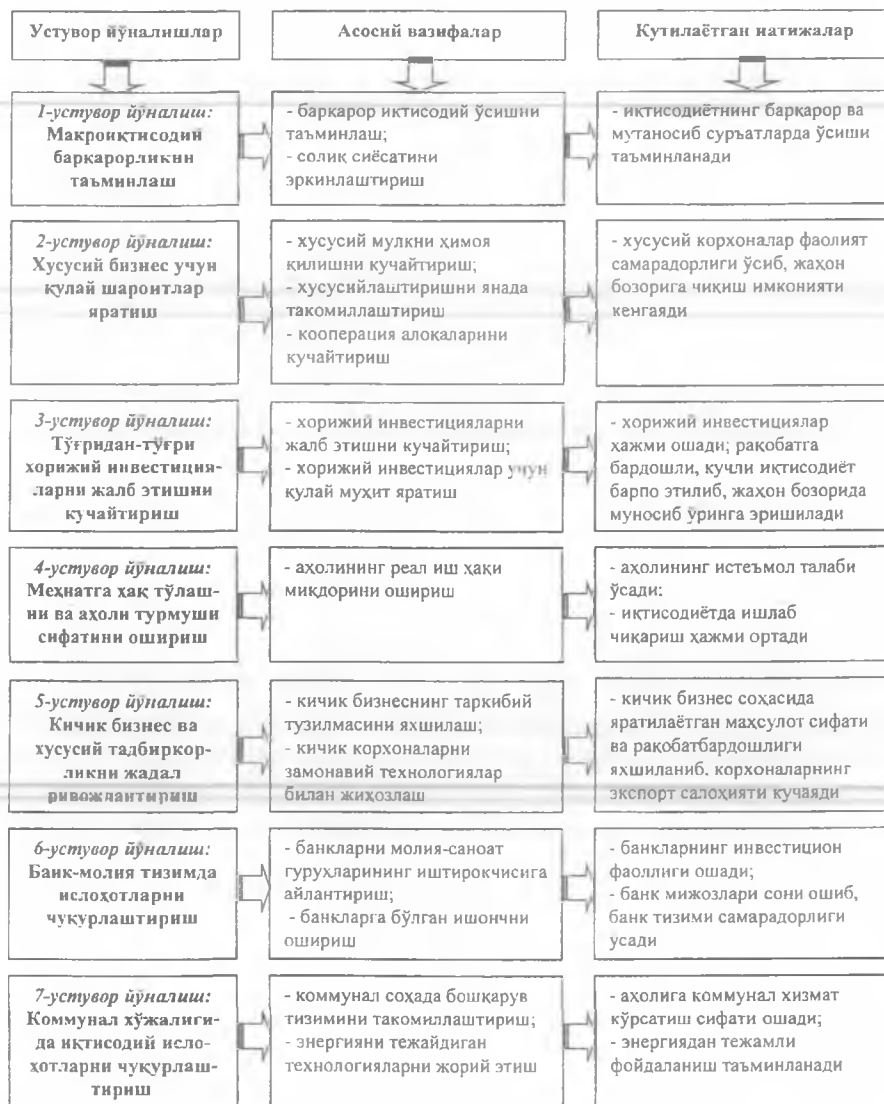 Устувор йўналишлар
Асосий вазифалар
Кутилаётган натижалар
1-устувор йўналиш:
Макроиқтисодий
барқарорликни
таъминлаш
- баркарор иктисодий ўсишни
таъминлаш;
- солиқ сиёсатини
эркинлаштириш
- иқтисодиётнинг барқарор ва
мутаносиб суръатларда ўсиши
таъминланади
2-устувор йўналиш:
Хусусий бизнес учун
қулай шароитлар
яратиш
- хусусий мулкни ҳимоя
қилишни кучайтириш;
- хусусийлаштиришни янада
такомиллаштириш
- кооперация алоқаларини
кучайтириш
- хусусий корхоналар фаолият
самарадорлиги ўсиб, жаҳон
бозорига чиқиш имконияти
кенгаяди
3-устувор йўналиш:
Тўғридан-тўғри
хорижий инвестиция-
ларни жалб этишни
кучайтириш
- хорижий инвестицияларни
жалб этишни кучайтириш;
- хорижий инвестициялар учун
қулай муҳит яратиш
- хорижий инвестициялар
ҳажми ошади; рақобатга
бардошли, кучли иқтисодиёт
барпо этилиб, жаҳон бозорида
муносиб ўринга эришилади
4-устувор йўналиш:
Меҳнатга ҳақ тўлаш-
ни ва аҳоли турмуши
сифатини ошириш
- аҳолининг реал иш ҳақи
миқдорини ошириш
- аҳолининг истеъмол талаби
ўсади;
- иқтисодиётда ишлаб
чиқариш ҳажми ортади
5-устувор йўналиш:
Кичик бизнес ва
хусусий тадбиркор-
ликни жадал
ривожлантириш
- кичик бизнеснинг таркибий
тузилмасини яхшилаш;
- кичик корхоналарни
замонавий технологиялар
билан жиҳозлаш
- кичик бизнес соҳасида
яратилаётган маҳсулот сифати
ва рақобатбардошлиги
яхшиланиб, корхоналарнинг
экспорт салоҳияти кучаяди
6-устувор йўналиш:
Банк-молия тизимда
ислоҳотларни
чуқурлаштириш
- банкларни молия-саноат
гуруҳларининг иштирокчисига
айлантириш;
- банкларга бўлган ишончни
ошириш
- банкларнинг инвестицион
фаоллиги ошади;
- банк мижозлари сони ошиб,
банк тизими самарадорлиги
усади
7-устувор йўналиш:
Коммунал хўжалиги-
да иқтисодий исло-
ҳотларни чуқурлаш-
тириш
- коммунал соҳада бошқарув
тизимини такомиллаштириш;
- энергияни тежайдиган
технологияларни жорий этиш
- аҳолига коммунал хизмат
кўрсатиш сифати ошади;
- энергиядан тежамли
фойдаланиш таъминланади